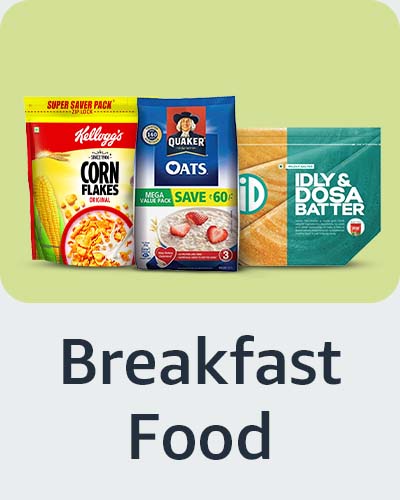 SUPER SAVER PACK*
ZIP LOCK
Kellogg's
SINCE 1906
CORN
FLAKES
ORIGINAL
QUAKER
OATS
MEGA
VALUE PACK
SAVE ₹60
3
iD
IDLY &
DOSA
BATTER
Breakfast
Food